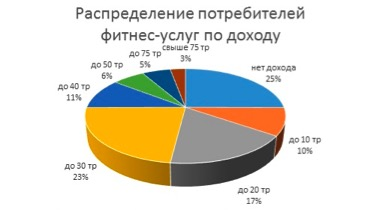 Распределение потребителей
фитнес-услуг по доходу
свыше 75 тр
3%
до 75 тр
5%
до 50 тр
6%
до 40 тр
11%
нет дохода
25%
до 10 тр
10%
до 30 тр
23%
до 20 тр
17%